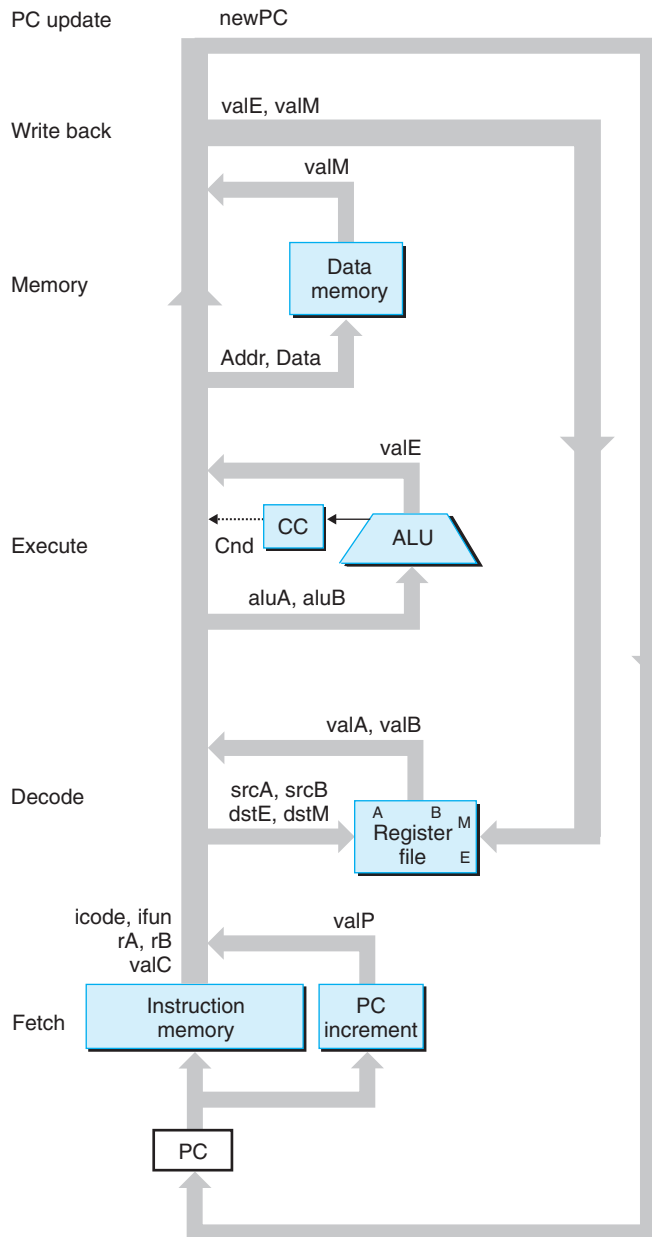 PC update
newPC
valE, valM
Write back
valM
Data
memory
Memory
Addr, Data
valE
CC
ALU
Cnd
Execute
aluA, aluB
valA, valB
Decode
srcA, srcB
dstE, dstM
A
B
M
Register
file
E
icode, ifun
rA, rB
valC
valP
Fetch
Instruction
memory
PC
increment
PC